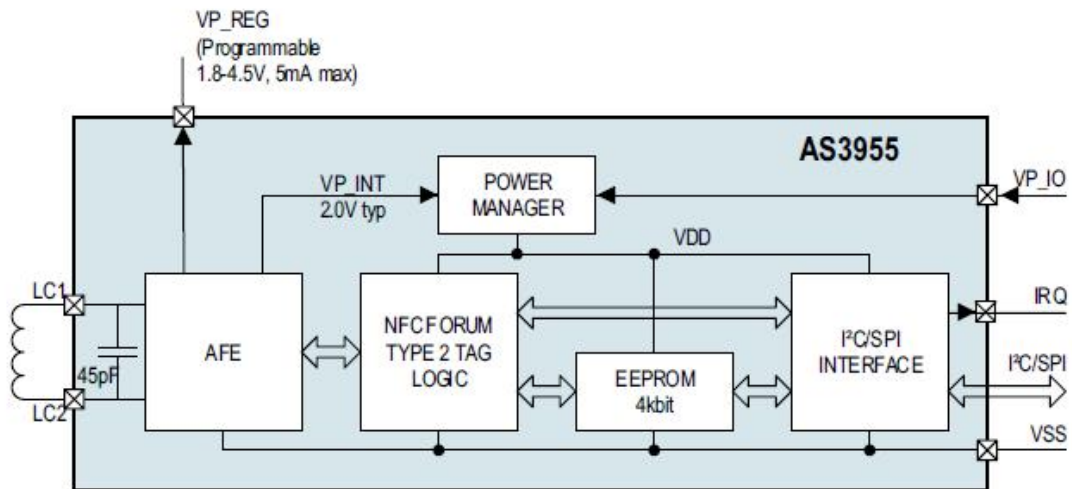 VP_REG
(Programmable
1.8-4.5V, 5mA max)
AS3955
VP_INT
2.0V typ
POWER
MANAGER
VP_IO
VDD
LC1
IRQ
AFE
NFC FORUM
TYPE 2 TAG
LOGIC
I²C/SPI
INTERFACE
I²C/SPI
45pF
EEPROM
4kbit
LC2
VSS